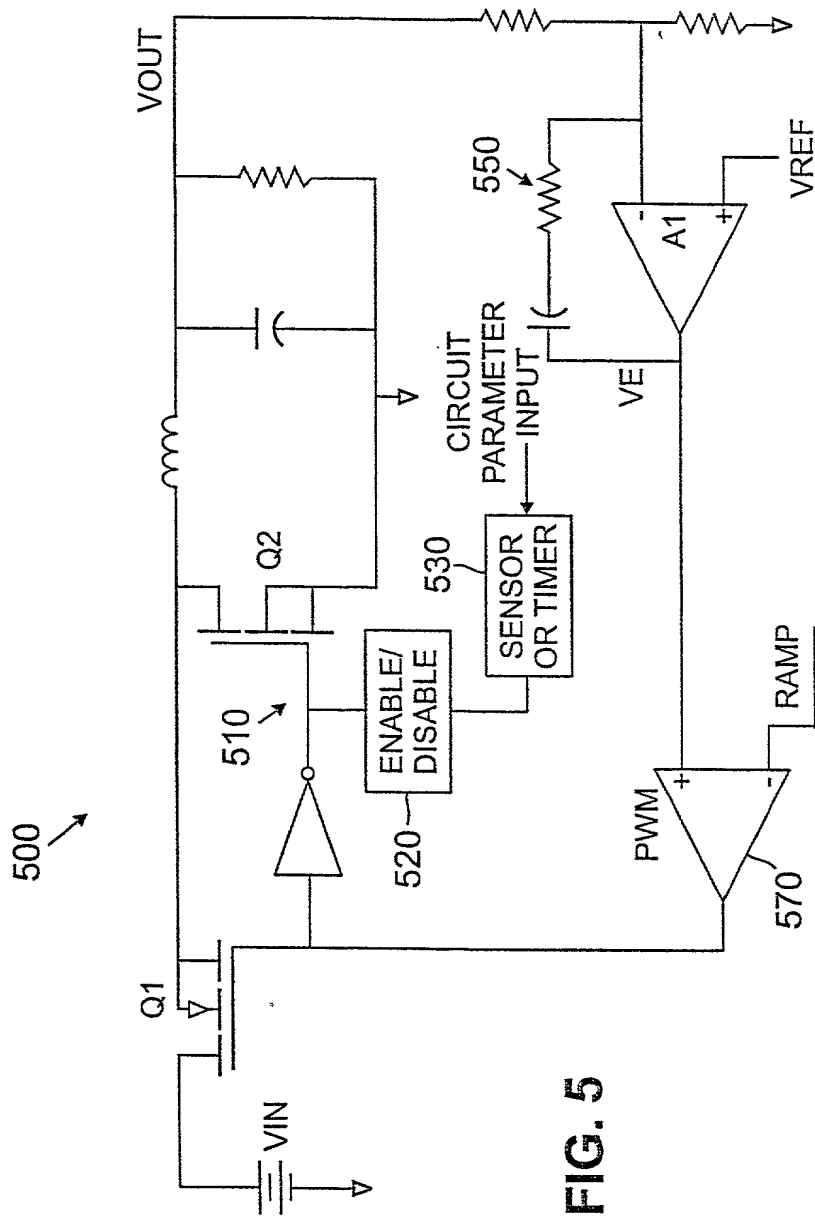 500
VOUT
Q1
Q2
VIN
510
ENABLE/
DISABLE
520
530
SENSOR
OR TIMER
CIRCUIT
PARAMETER
INPUT
550
VE
-
A1
+
VREF
PWM
+
-
RAMP
570
FIG. 5